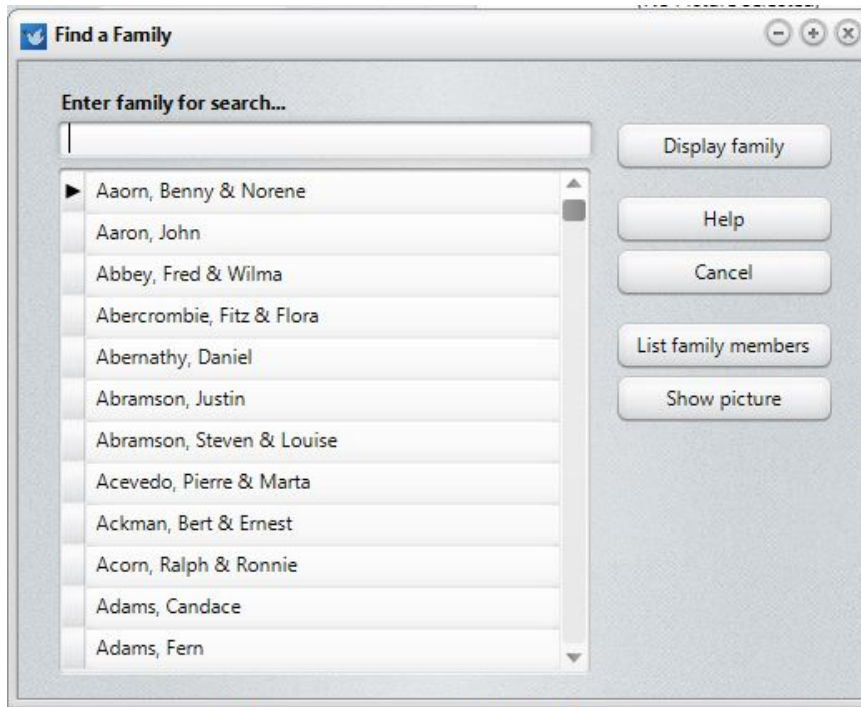 Find a Family
Enter family for search...
Display family
Aaorn, Benny & Norene
Aaron, John
Help
Abbey, Fred & Wilma
Cancel
Abercrombie, Fitz & Flora
Abernathy, Daniel
List family members
Abramson, Justin
Show picture
Abramson, Steven & Louise
Acevedo, Pierre & Marta
Ackman, Bert & Ernest
Acorn, Ralph & Ronnie
Adams, Candace
Adams, Fern